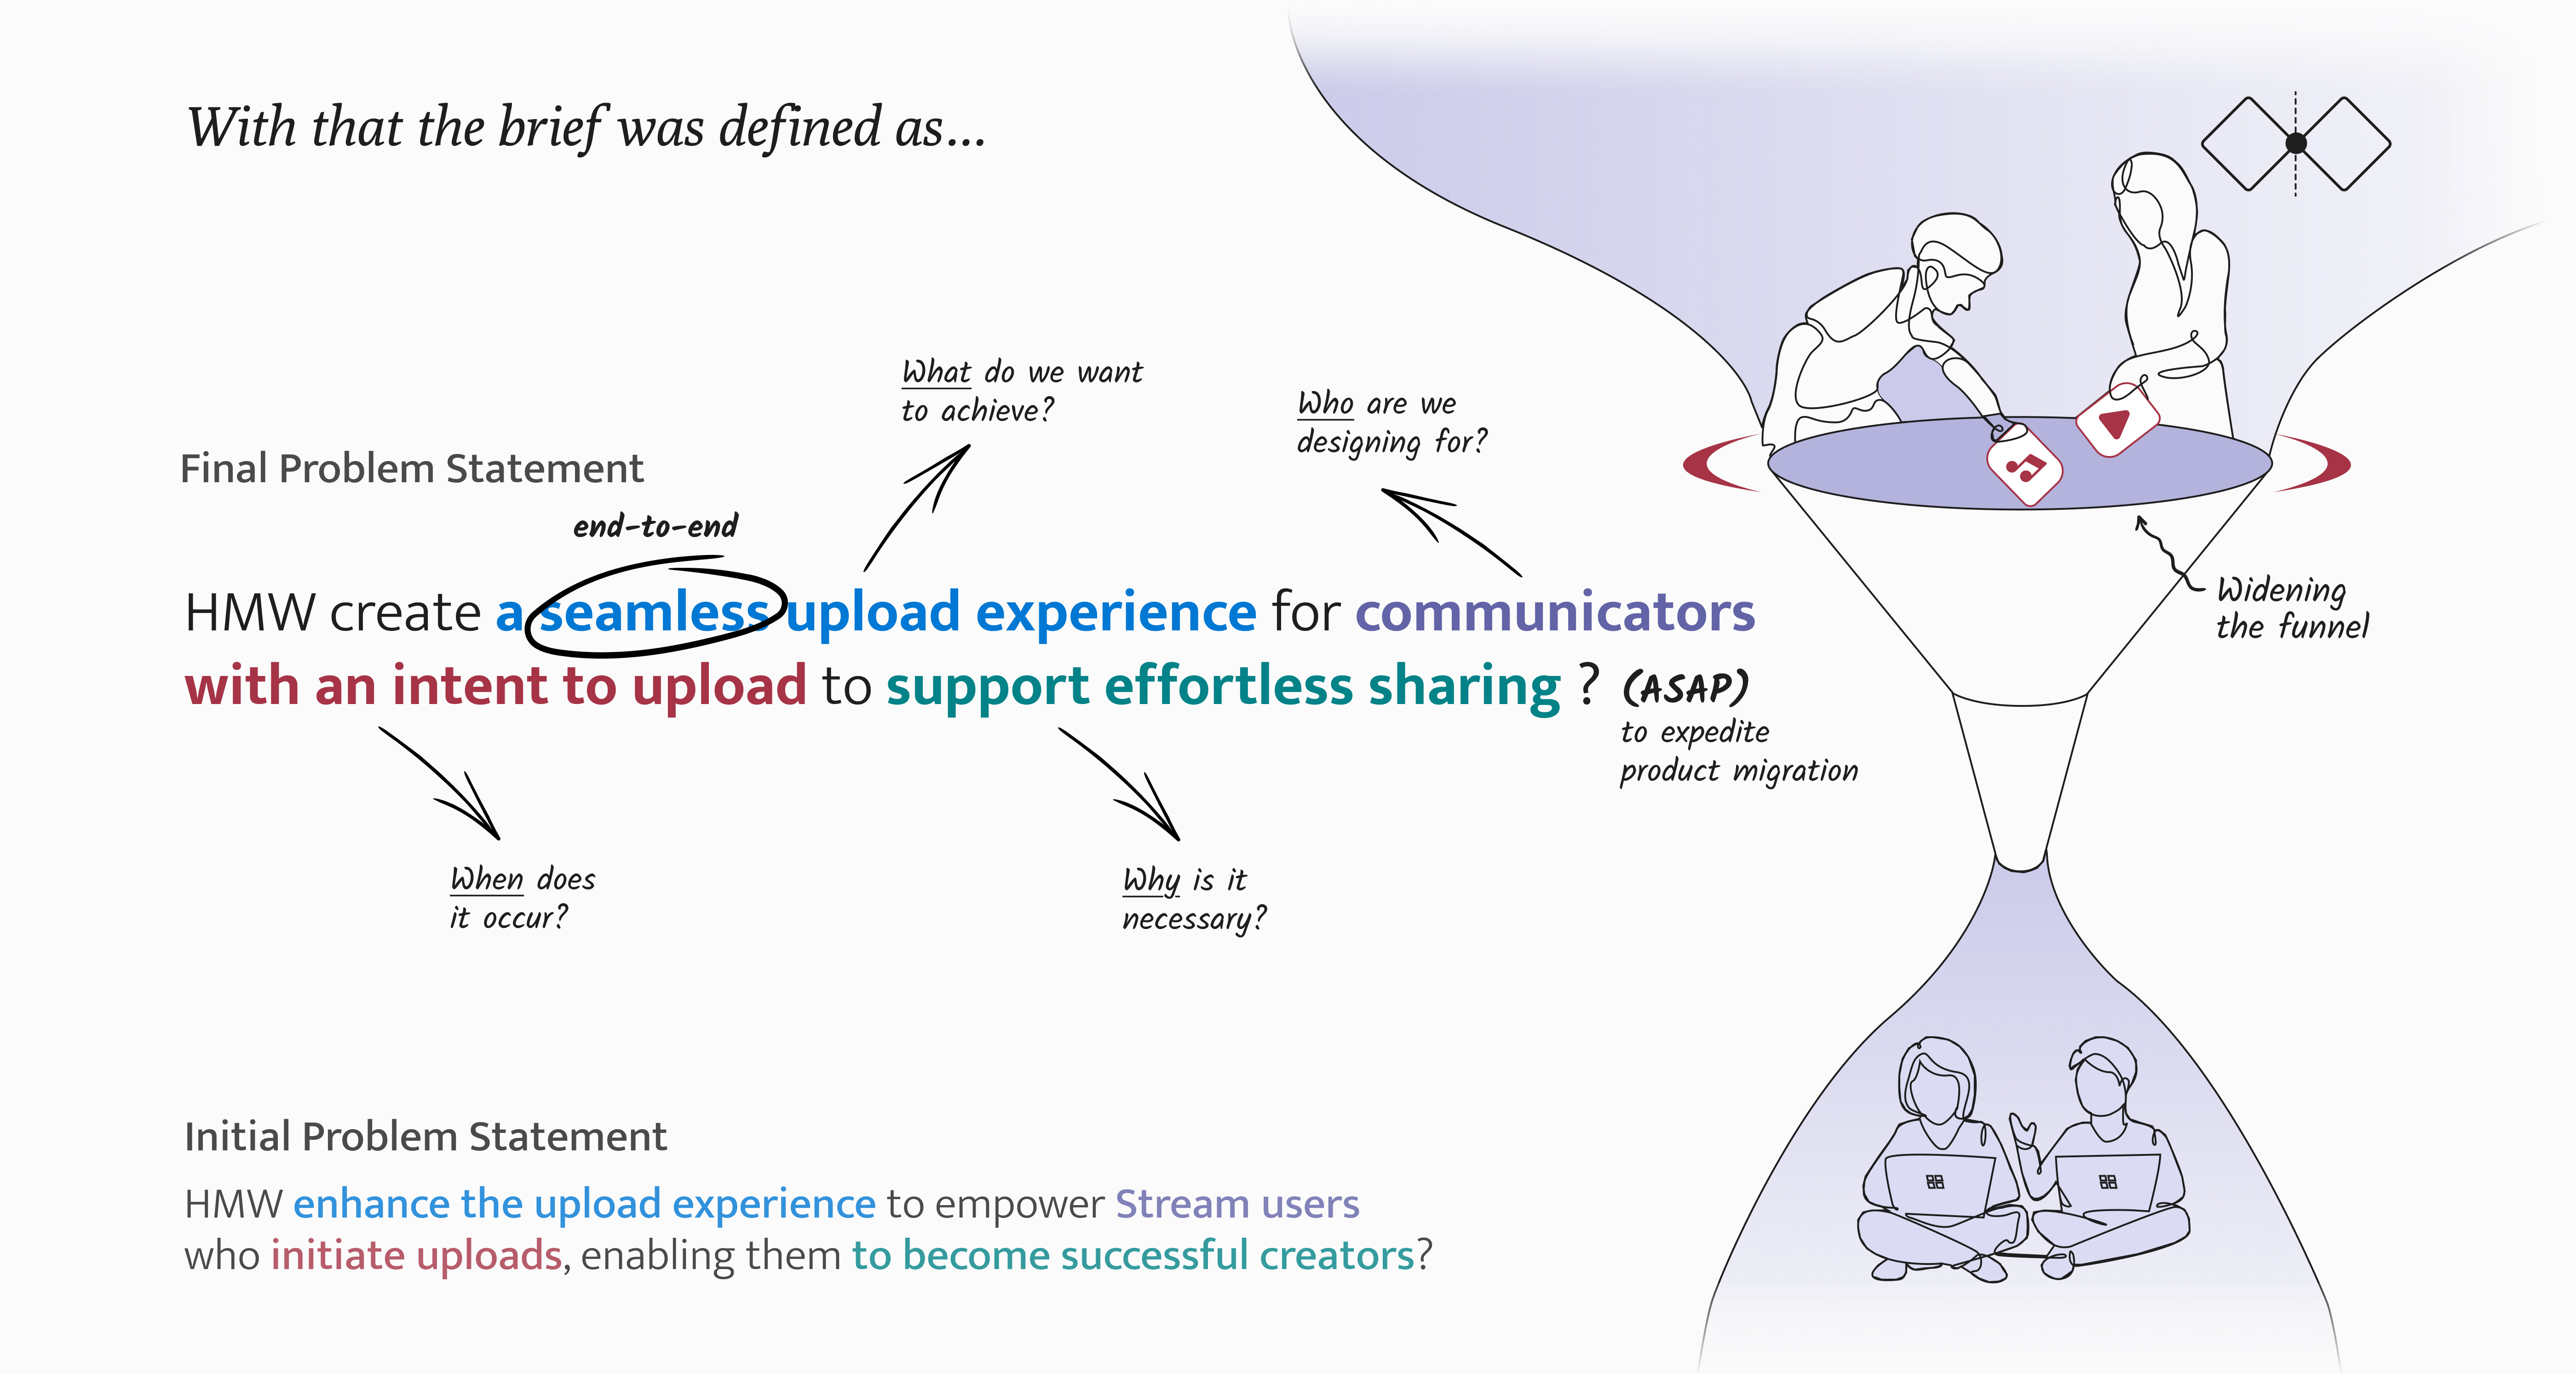 With that the brief was defined as...
What do we want
to achieve?
Who are we
designing for?
Final Problem Statement
end-to-end
HMW create a seamless upload experience for communicators
with an intent to upload to support effortless sharing ? (ASAP)
to expedite
product migration
Widening
the funnel
When does
it occur?
Why is it
necessary?
Initial Problem Statement
HMW enhance the upload experience to empower Stream users
who initiate uploads, enabling them to become successful creators?